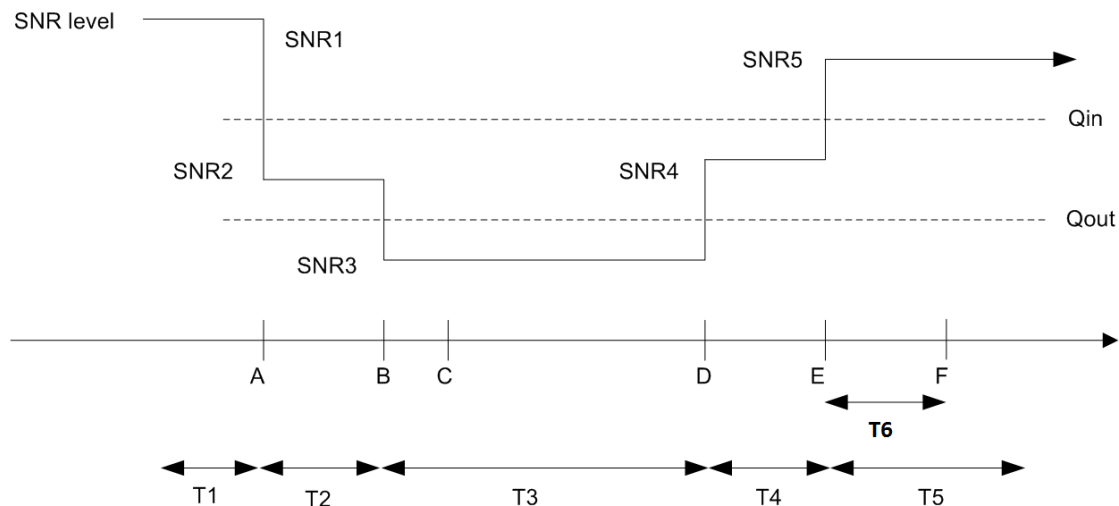 SNR level
SNR1
SNR5
Qin
SNR2
SNR4
Qout
SNR3
A B C D E F
T6
T1 T2 T3 T4 T5